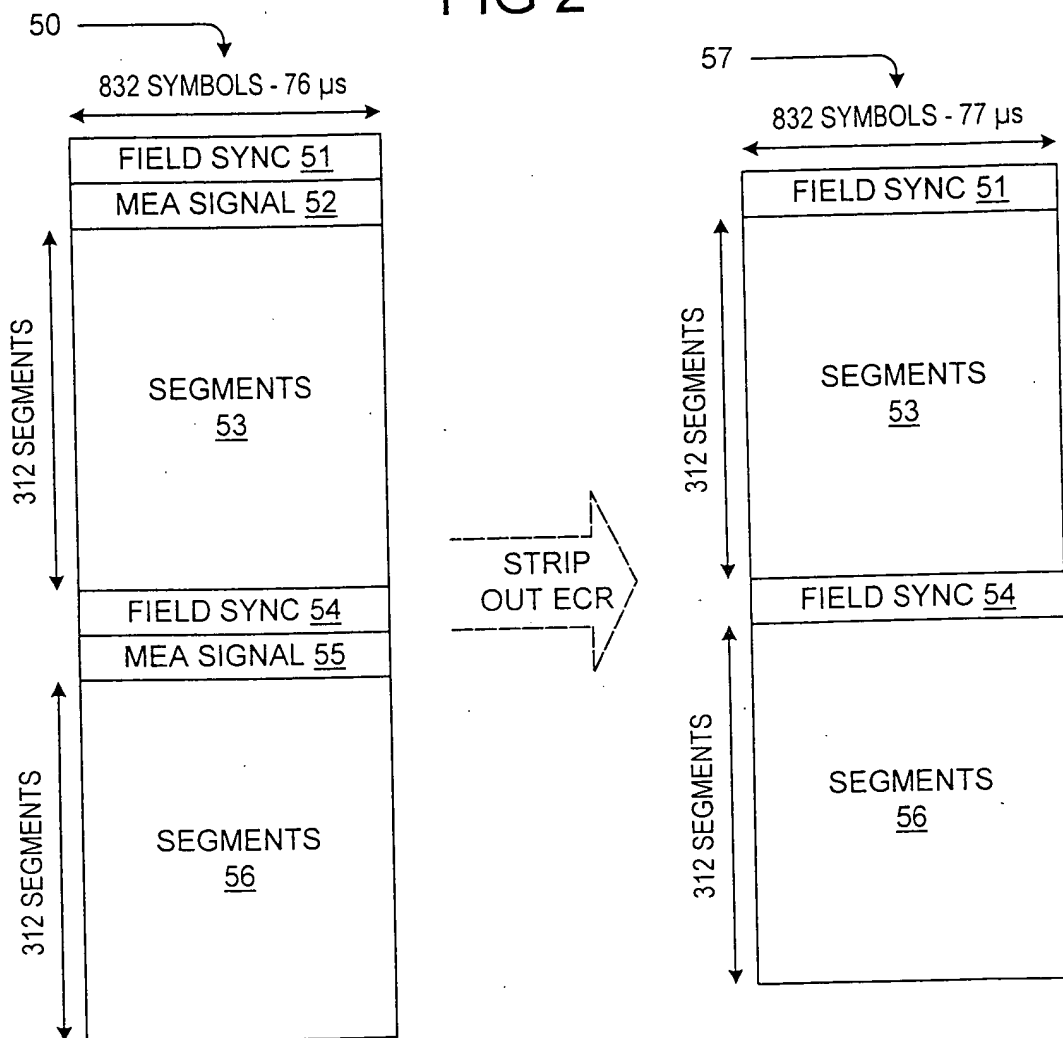 FIG 2
50
832 SYMBOLS - 76 µs
FIELD SYNC 51
MEA SIGNAL 52
312 SEGMENTS
SEGMENTS
53
FIELD SYNC 54
MEA SIGNAL 55
312 SEGMENTS
SEGMENTS
56
STRIP
OUT ECR
57
832 SYMBOLS - 77 µs
FIELD SYNC 51
312 SEGMENTS
SEGMENTS
53
FIELD SYNC 54
312 SEGMENTS
SEGMENTS
56